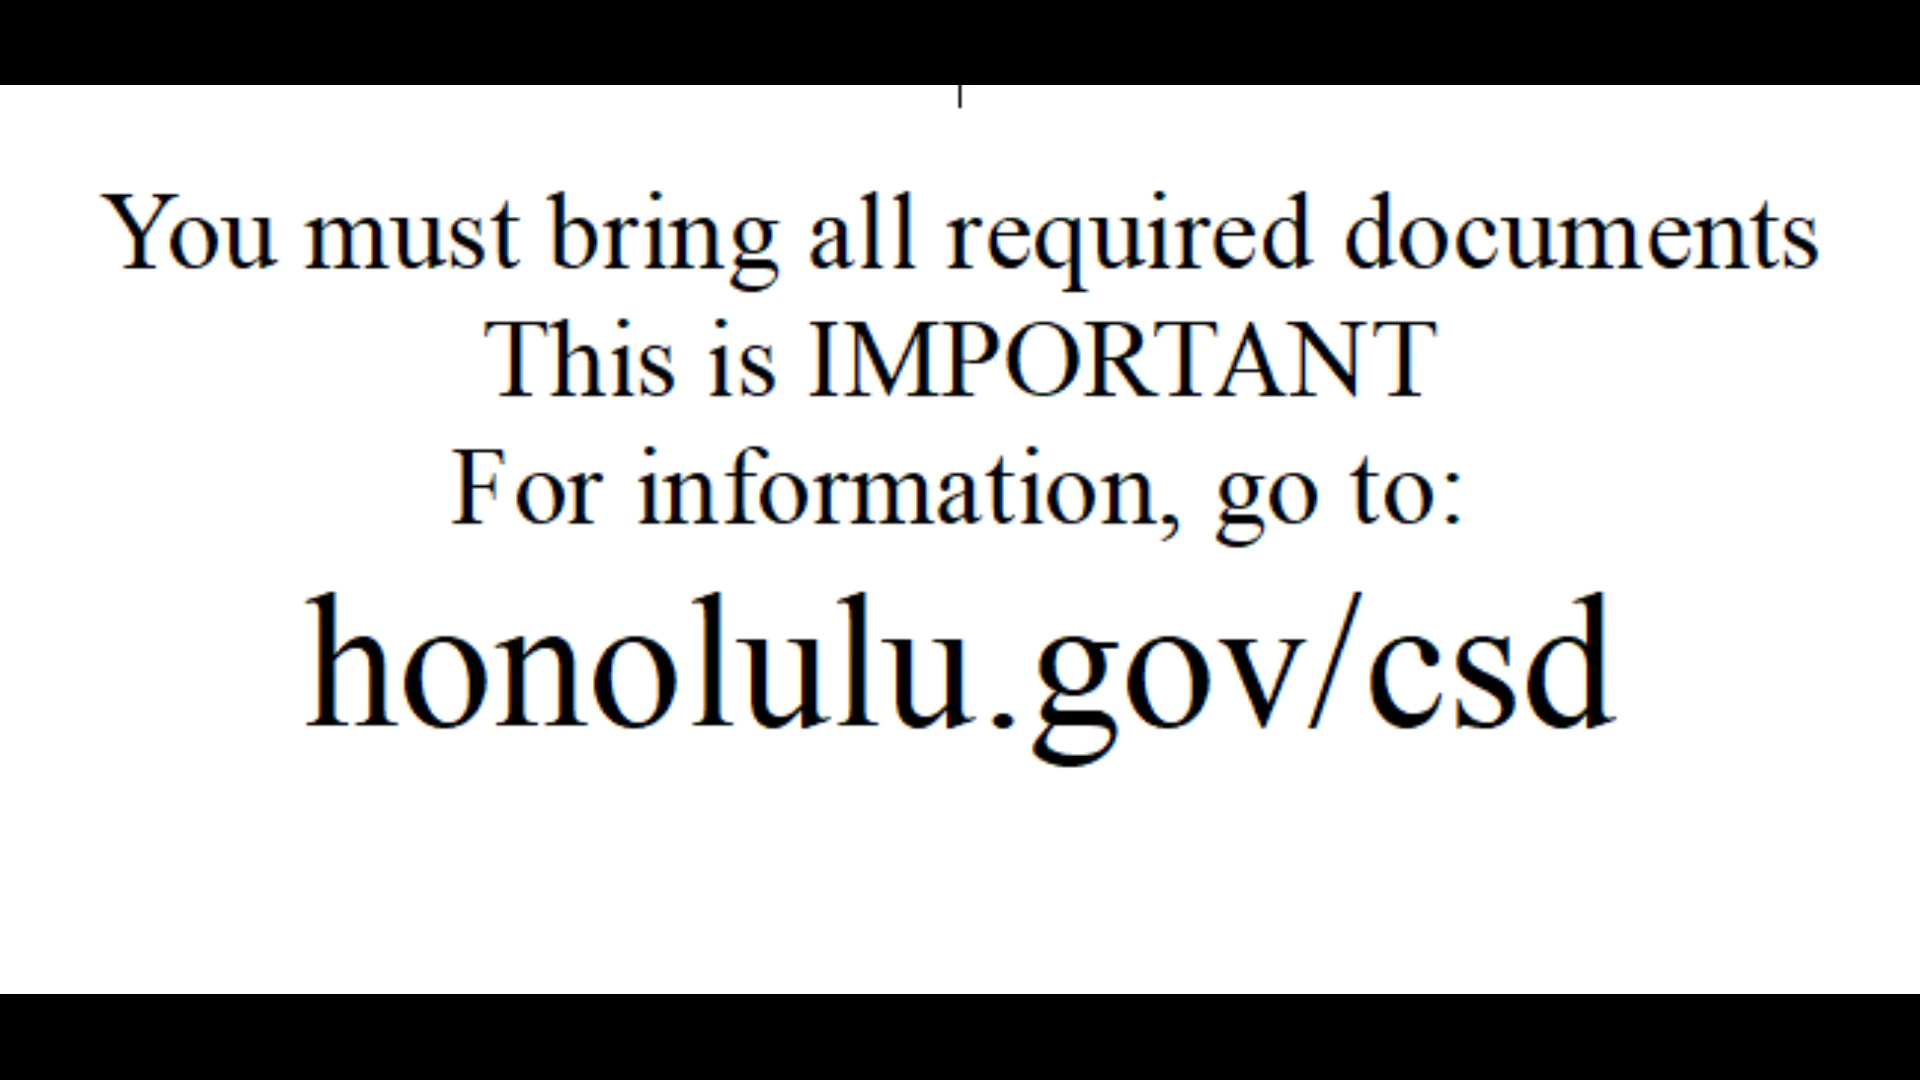 You must bring all required documents
This is IMPORTANT
For information, go to:
honolulu.gov/csd